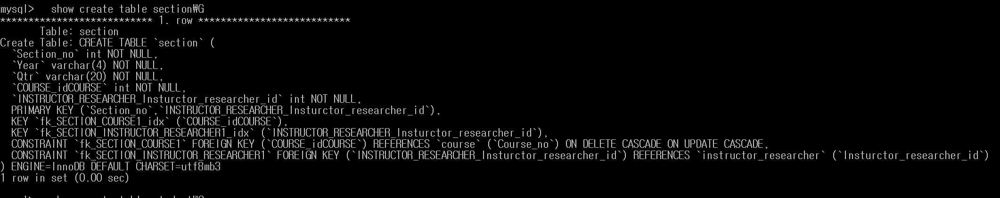 mysql>   show create table section₩G
*************************** 1. row ***************************
       Table: section
Create Table: CREATE TABLE `section` (
  `Section_no` int NOT NULL,
  `Year` varchar(4) NOT NULL,
  `Qtr` varchar(20) NOT NULL,
  `COURSE_idCOURSE` int NOT NULL,
  `INSTRUCTOR_RESEARCHER_Insturctor_researcher_id` int NOT NULL,
  PRIMARY KEY (`Section_no`,`INSTRUCTOR_RESEARCHER_Insturctor_researcher_id`),
  KEY `fk_SECTION_COURSE1_idx` (`COURSE_idCOURSE`),
  KEY `fk_SECTION_INSTRUCTOR_RESEARCHER1_idx` (`INSTRUCTOR_RESEARCHER_Insturctor_researcher_id`),
  CONSTRAINT `fk_SECTION_COURSE1` FOREIGN KEY (`COURSE_idCOURSE`) REFERENCES `course` (`Course_no`) ON DELETE CASCADE ON UPDATE CASCADE,
  CONSTRAINT `fk_SECTION_INSTRUCTOR_RESEARCHER1` FOREIGN KEY (`INSTRUCTOR_RESEARCHER_Insturctor_researcher_id`) REFERENCES `instructor_researcher` (`Insturctor_researcher_id`)
) ENGINE=InnoDB DEFAULT CHARSET=utf8mb3
1 row in set (0.00 sec)